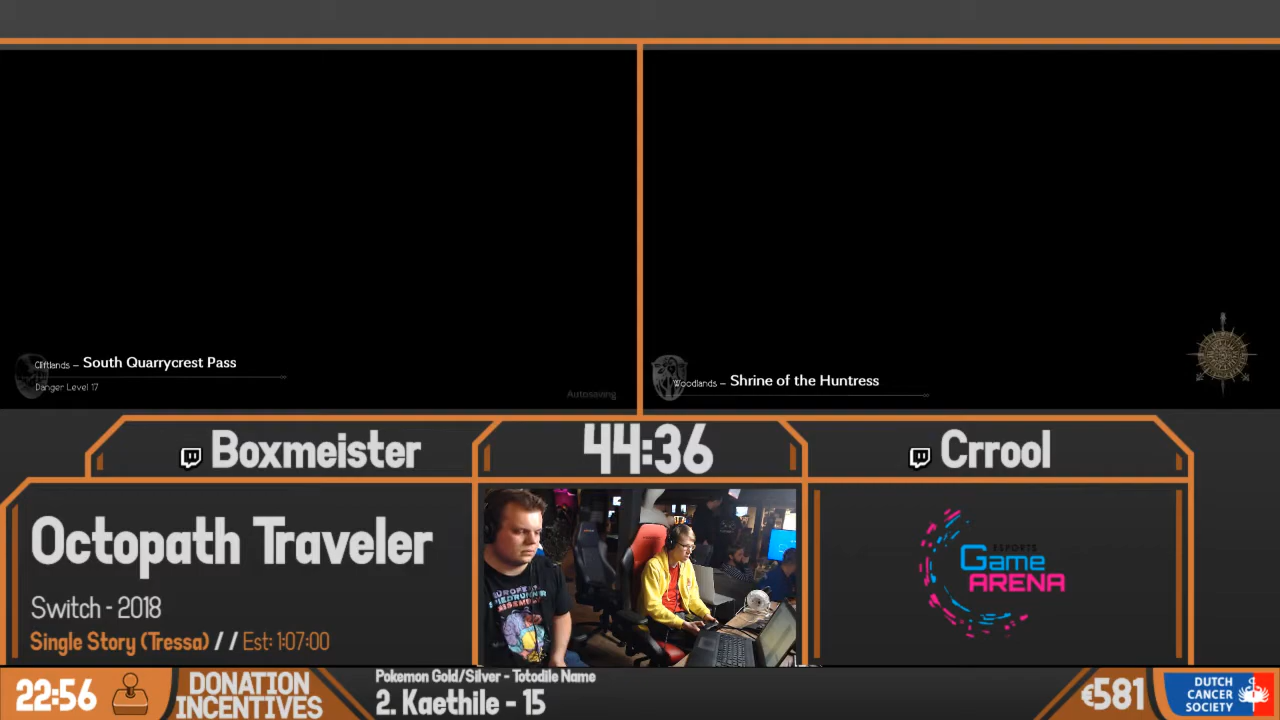 Cliftlands – South Quarrycrest Pass
Danger Level 17
Autosaving
Woodlands – Shrine of the Huntress
Boxmeister
44:36
Crrool
Octopath Traveler
Switch - 2018
Single Story (Tressa) // Est: 1:07:00
ESPORTS
Game
ARENA
22:56
DONATION
INCENTIVES
Pokemon Gold/Silver - Totodile Name
2. Kaethile - 15
€581
DUTCH
CANCER
SOCIETY